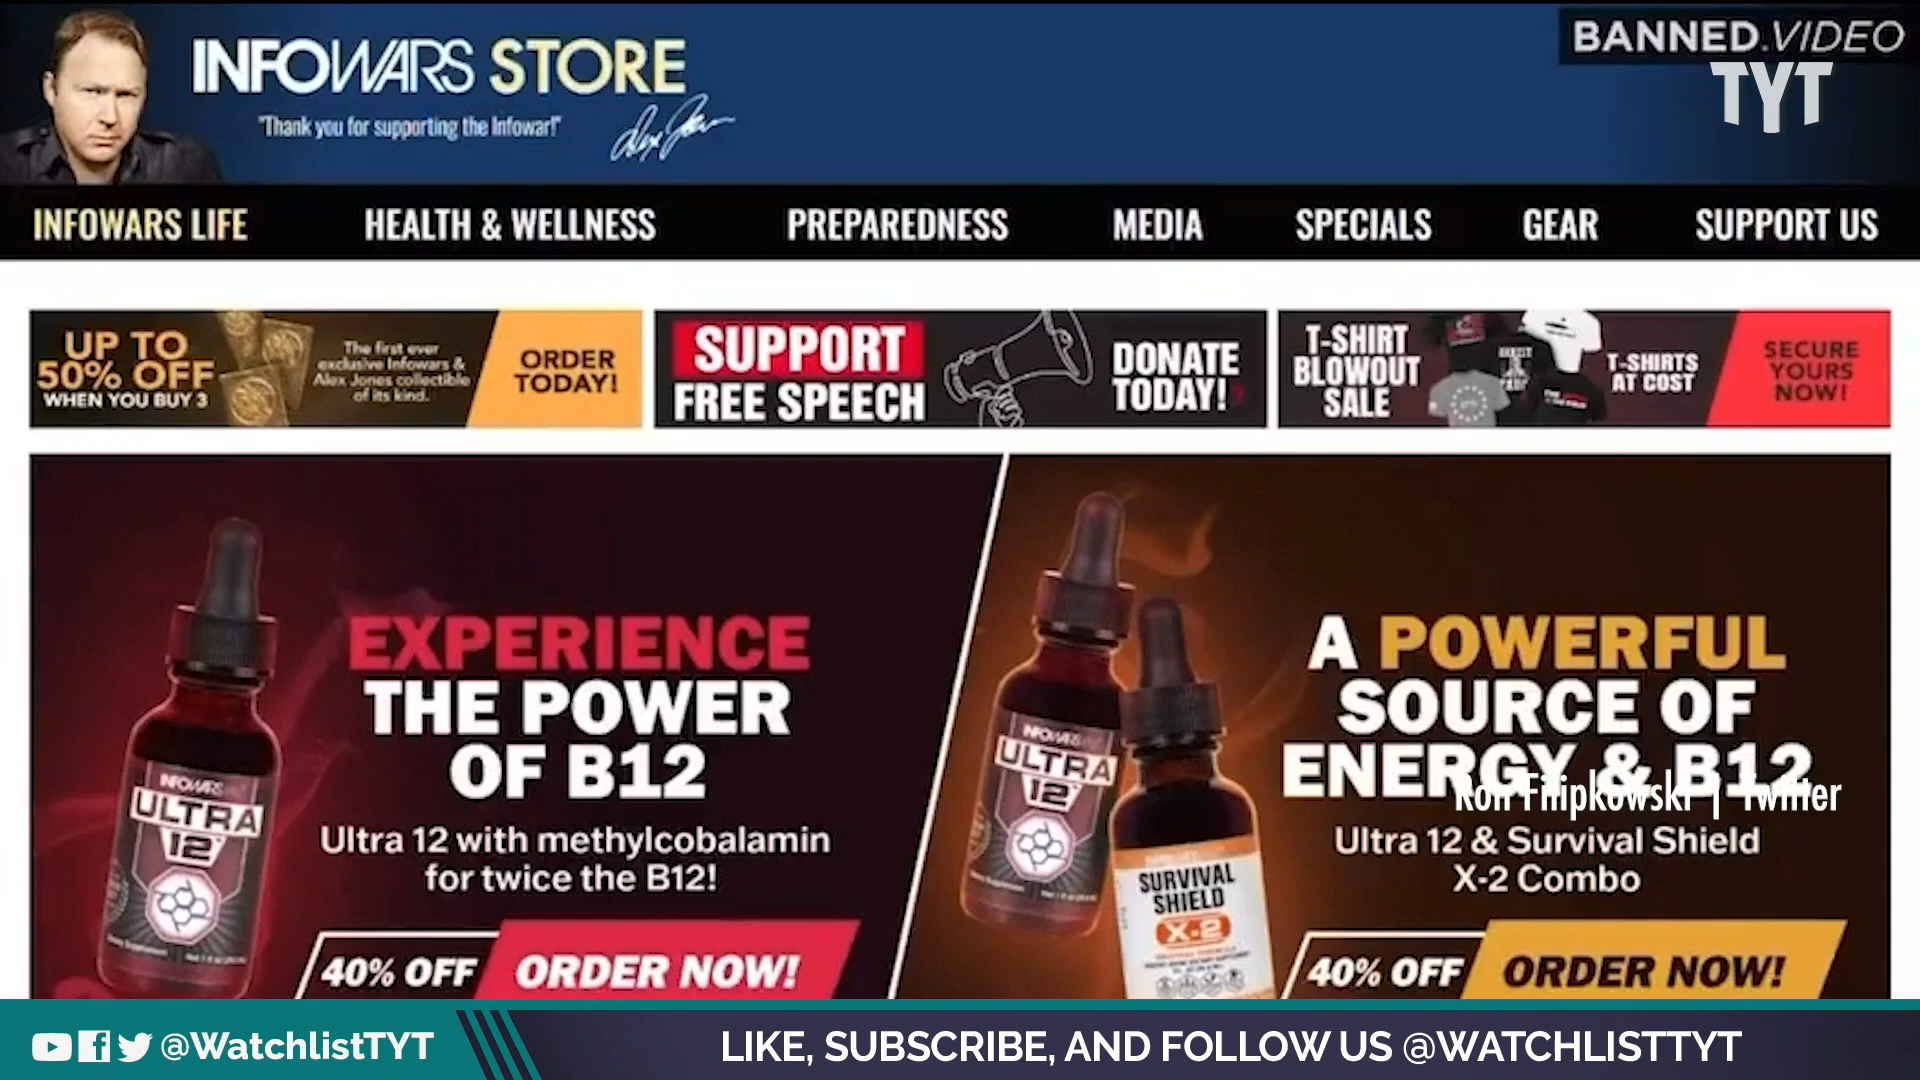 INFOWARS STORE
"Thank you for supporting the Infowar!"
Alex Jones
BANNED.VIDEO
TYT
INFOWARS LIFE
HEALTH & WELLNESS
PREPAREDNESS
MEDIA
SPECIALS
GEAR
SUPPORT US
UP TO
50% OFF
WHEN YOU BUY 3
The first ever
exclusive Infowars &
Alex Jones collectible
of its kind.
ORDER
TODAY!
SUPPORT
FREE SPEECH
DONATE
TODAY!
T-SHIRT
BLOWOUT
SALE
T-SHIRTS
AT COST
SECURE
YOURS
NOW!
EXPERIENCE
THE POWER
OF B12
Ultra 12 with methylcobalamin
for twice the B12!
40% OFF
ORDER NOW!
INFOWARS
ULTRA
12
A POWERFUL
SOURCE OF
ENERGY & B12
Ron Filipkowski | Twitter
Ultra 12 & Survival Shield
X-2 Combo
40% OFF
ORDER NOW!
INFOWARS
ULTRA
12
SURVIVAL
SHIELD
X-2
@WatchlistTYT
LIKE, SUBSCRIBE, AND FOLLOW US @WATCHLISTTYT